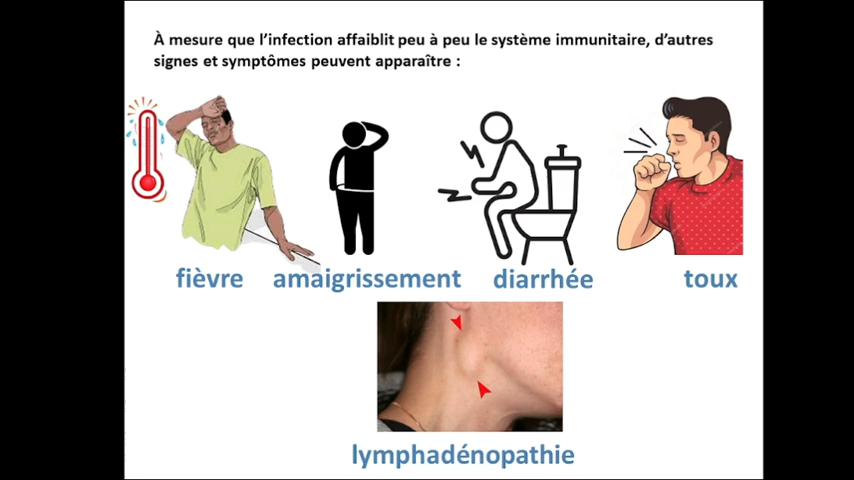 À mesure que l’infection affaiblit peu à peu le système immunitaire, d’autres
signes et symptômes peuvent apparaître :
fièvre amaigrissement diarrhée toux
lymphadénopathie